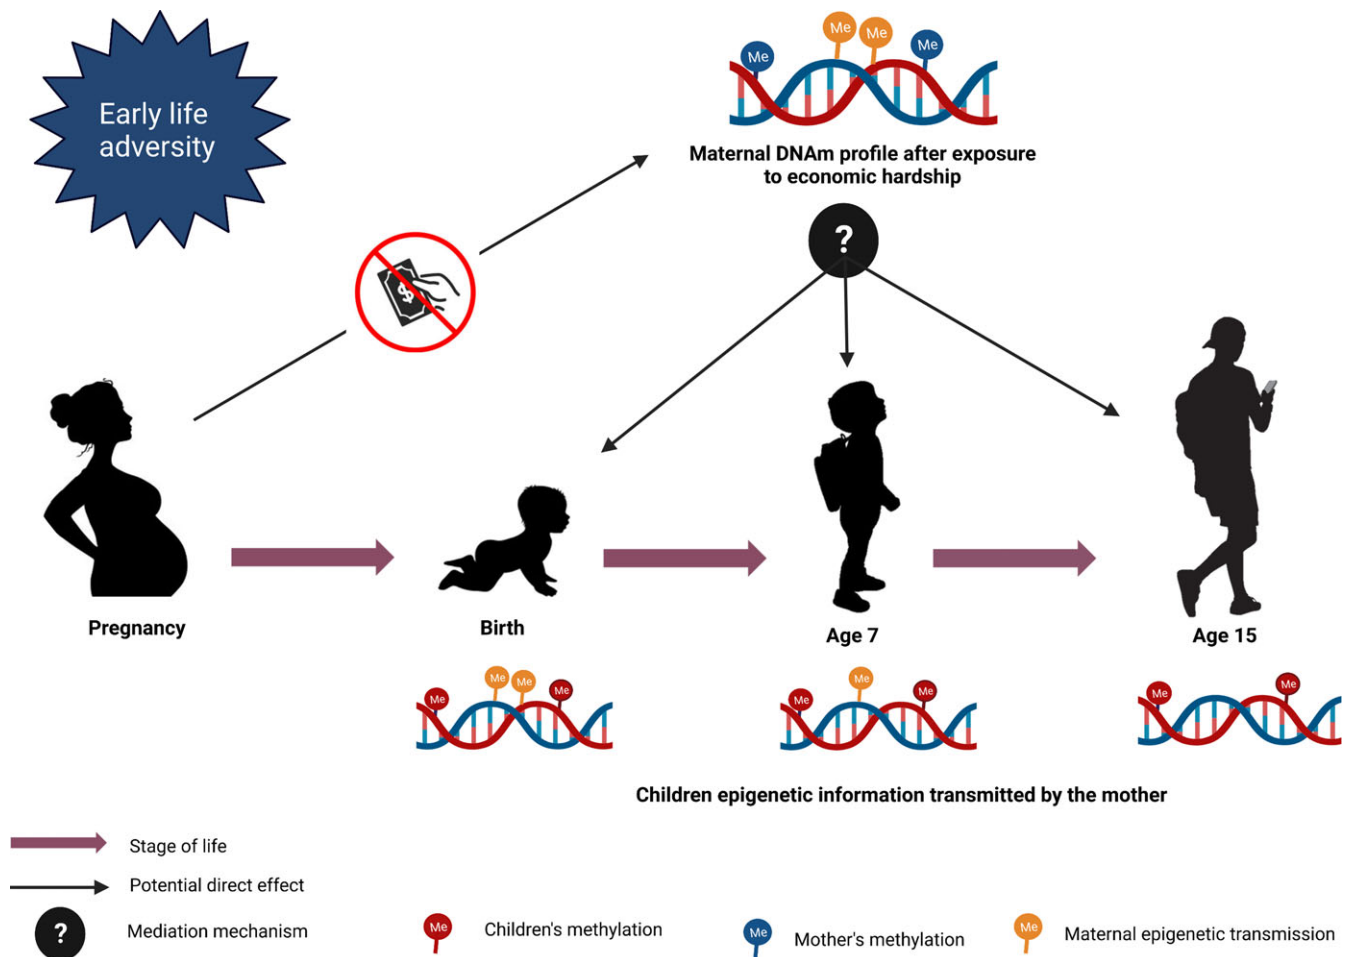 Early life
adversity
Me
Me
Me
Me
Maternal DNAm profile after exposure
to economic hardship
?
$
Pregnancy
Birth
Age 7
Age 15
Me
Me
Me
Me
Me
Me
Me
Me
Me
Children epigenetic information transmitted by the mother
Stage of life
Potential direct effect
?
Mediation mechanism
Me
Children's methylation
Me
Mother's methylation
Me
Maternal epigenetic transmission